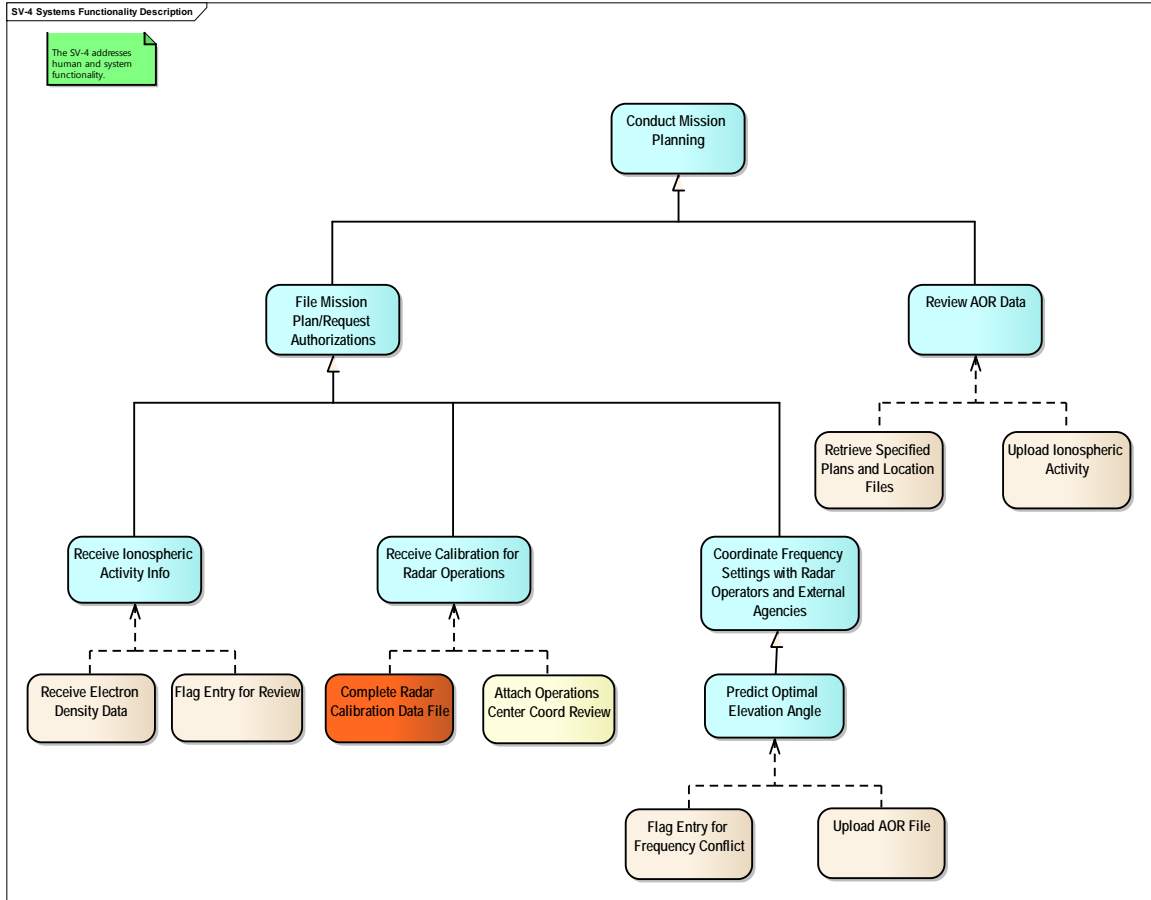 SV-4 Systems Functionality Description
The SV-4 addresses
human and system
functionality.
Conduct Mission
Planning
File Mission
Plan/Request
Authorizations
Review AOR Data
Retrieve Specified
Plans and Location
Files
Upload Ionospheric
Activity
Receive Ionospheric
Activity Info
Receive Calibration for
Radar Operations
Coordinate Frequency
Settings with Radar
Operators and External
Agencies
Receive Electron
Density Data
Flag Entry for Review
Complete Radar
Calibration Data File
Attach Operations
Center Coord Review
Predict Optimal
Elevation Angle
Flag Entry for
Frequency Conflict
Upload AOR File